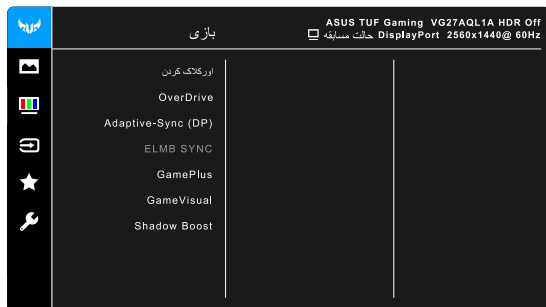 بازی
ASUS TUF Gaming VG27AQL1A HDR Off
حالت مسابقه DisplayPort 2560x1440@ 60Hz
اورکلاک کردن
OverDrive
Adaptive-Sync (DP)
ELMB SYNC
GamePlus
GameVisual
Shadow Boost